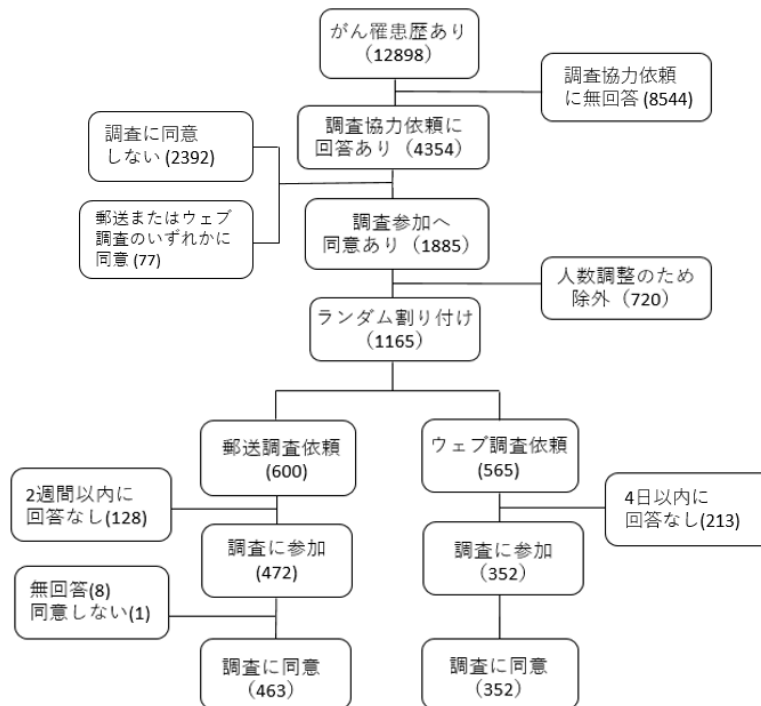 がん罹患歴あり
(12898)
調査協力依頼
に無回答 (8544)
調査協力依頼に
回答あり（4354）
調査に同意
しない (2392)
郵送またはウェブ
調査のいずれかに
同意 (77)
調査参加へ
同意あり（1885）
人数調整のため
除外（720）
ランダム割り付け
（1165）
郵送調査依頼
(600)
ウェブ調査依頼
(565)
2週間以内に
回答なし(128)
4日以内に
回答なし(213)
調査に参加
(472)
調査に参加
（352）
無回答(8)
同意しない(1)
調査に同意
（463）
調査に同意
（352）